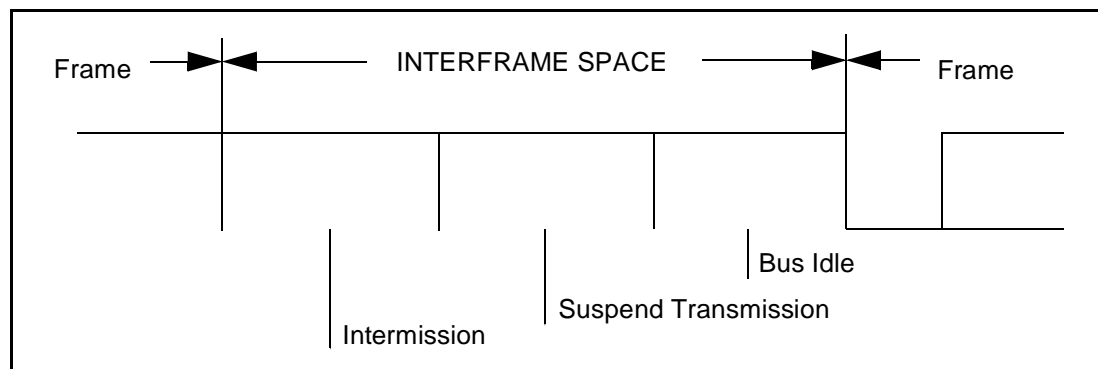 Frame
INTERFRAME SPACE
Frame
Bus Idle
Suspend Transmission
Intermission